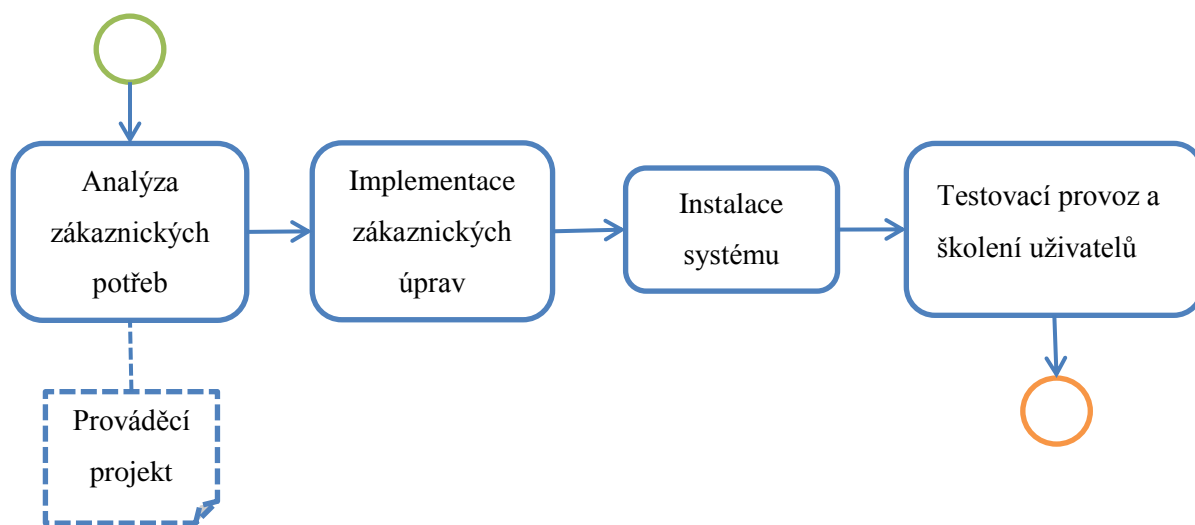 Analýza
zákaznických
potřeb
Implementace
zákaznických
úprav
Instalace
systému
Testovací provoz a
školení uživatelů
Prováděcí
projekt